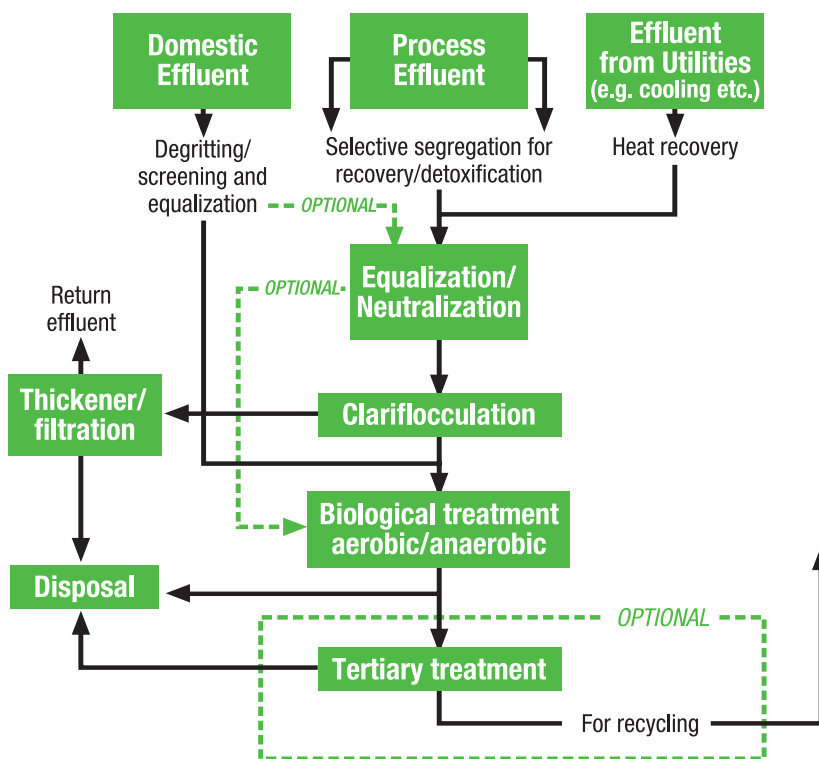 Domestic
Effluent
Process
Effluent
Effluent
from Utilities
(e.g. cooling etc.)
Degritting/
screening and
equalization
Selective segregation for
recovery/detoxification
Heat recovery
OPTIONAL
Equalization/
Neutralization
OPTIONAL
Return
effluent
Thickener/
filtration
Clariflocculation
Biological treatment
aerobic/anaerobic
Disposal
OPTIONAL
Tertiary treatment
For recycling